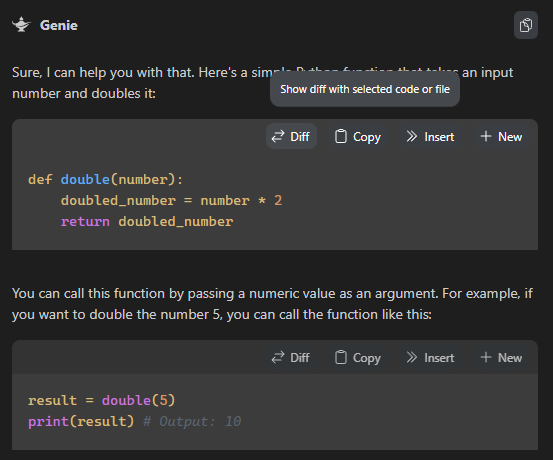 Genie
Sure, I can help you with that. Here's a simple Python function that takes an input
number and doubles it:
Show diff with selected code or file
Diff Copy Insert New
def double(number):
    doubled_number = number * 2
    return doubled_number
You can call this function by passing a numeric value as an argument. For example, if
you want to double the number 5, you can call the function like this:
Diff Copy Insert New
result = double(5)
print(result) # Output: 10